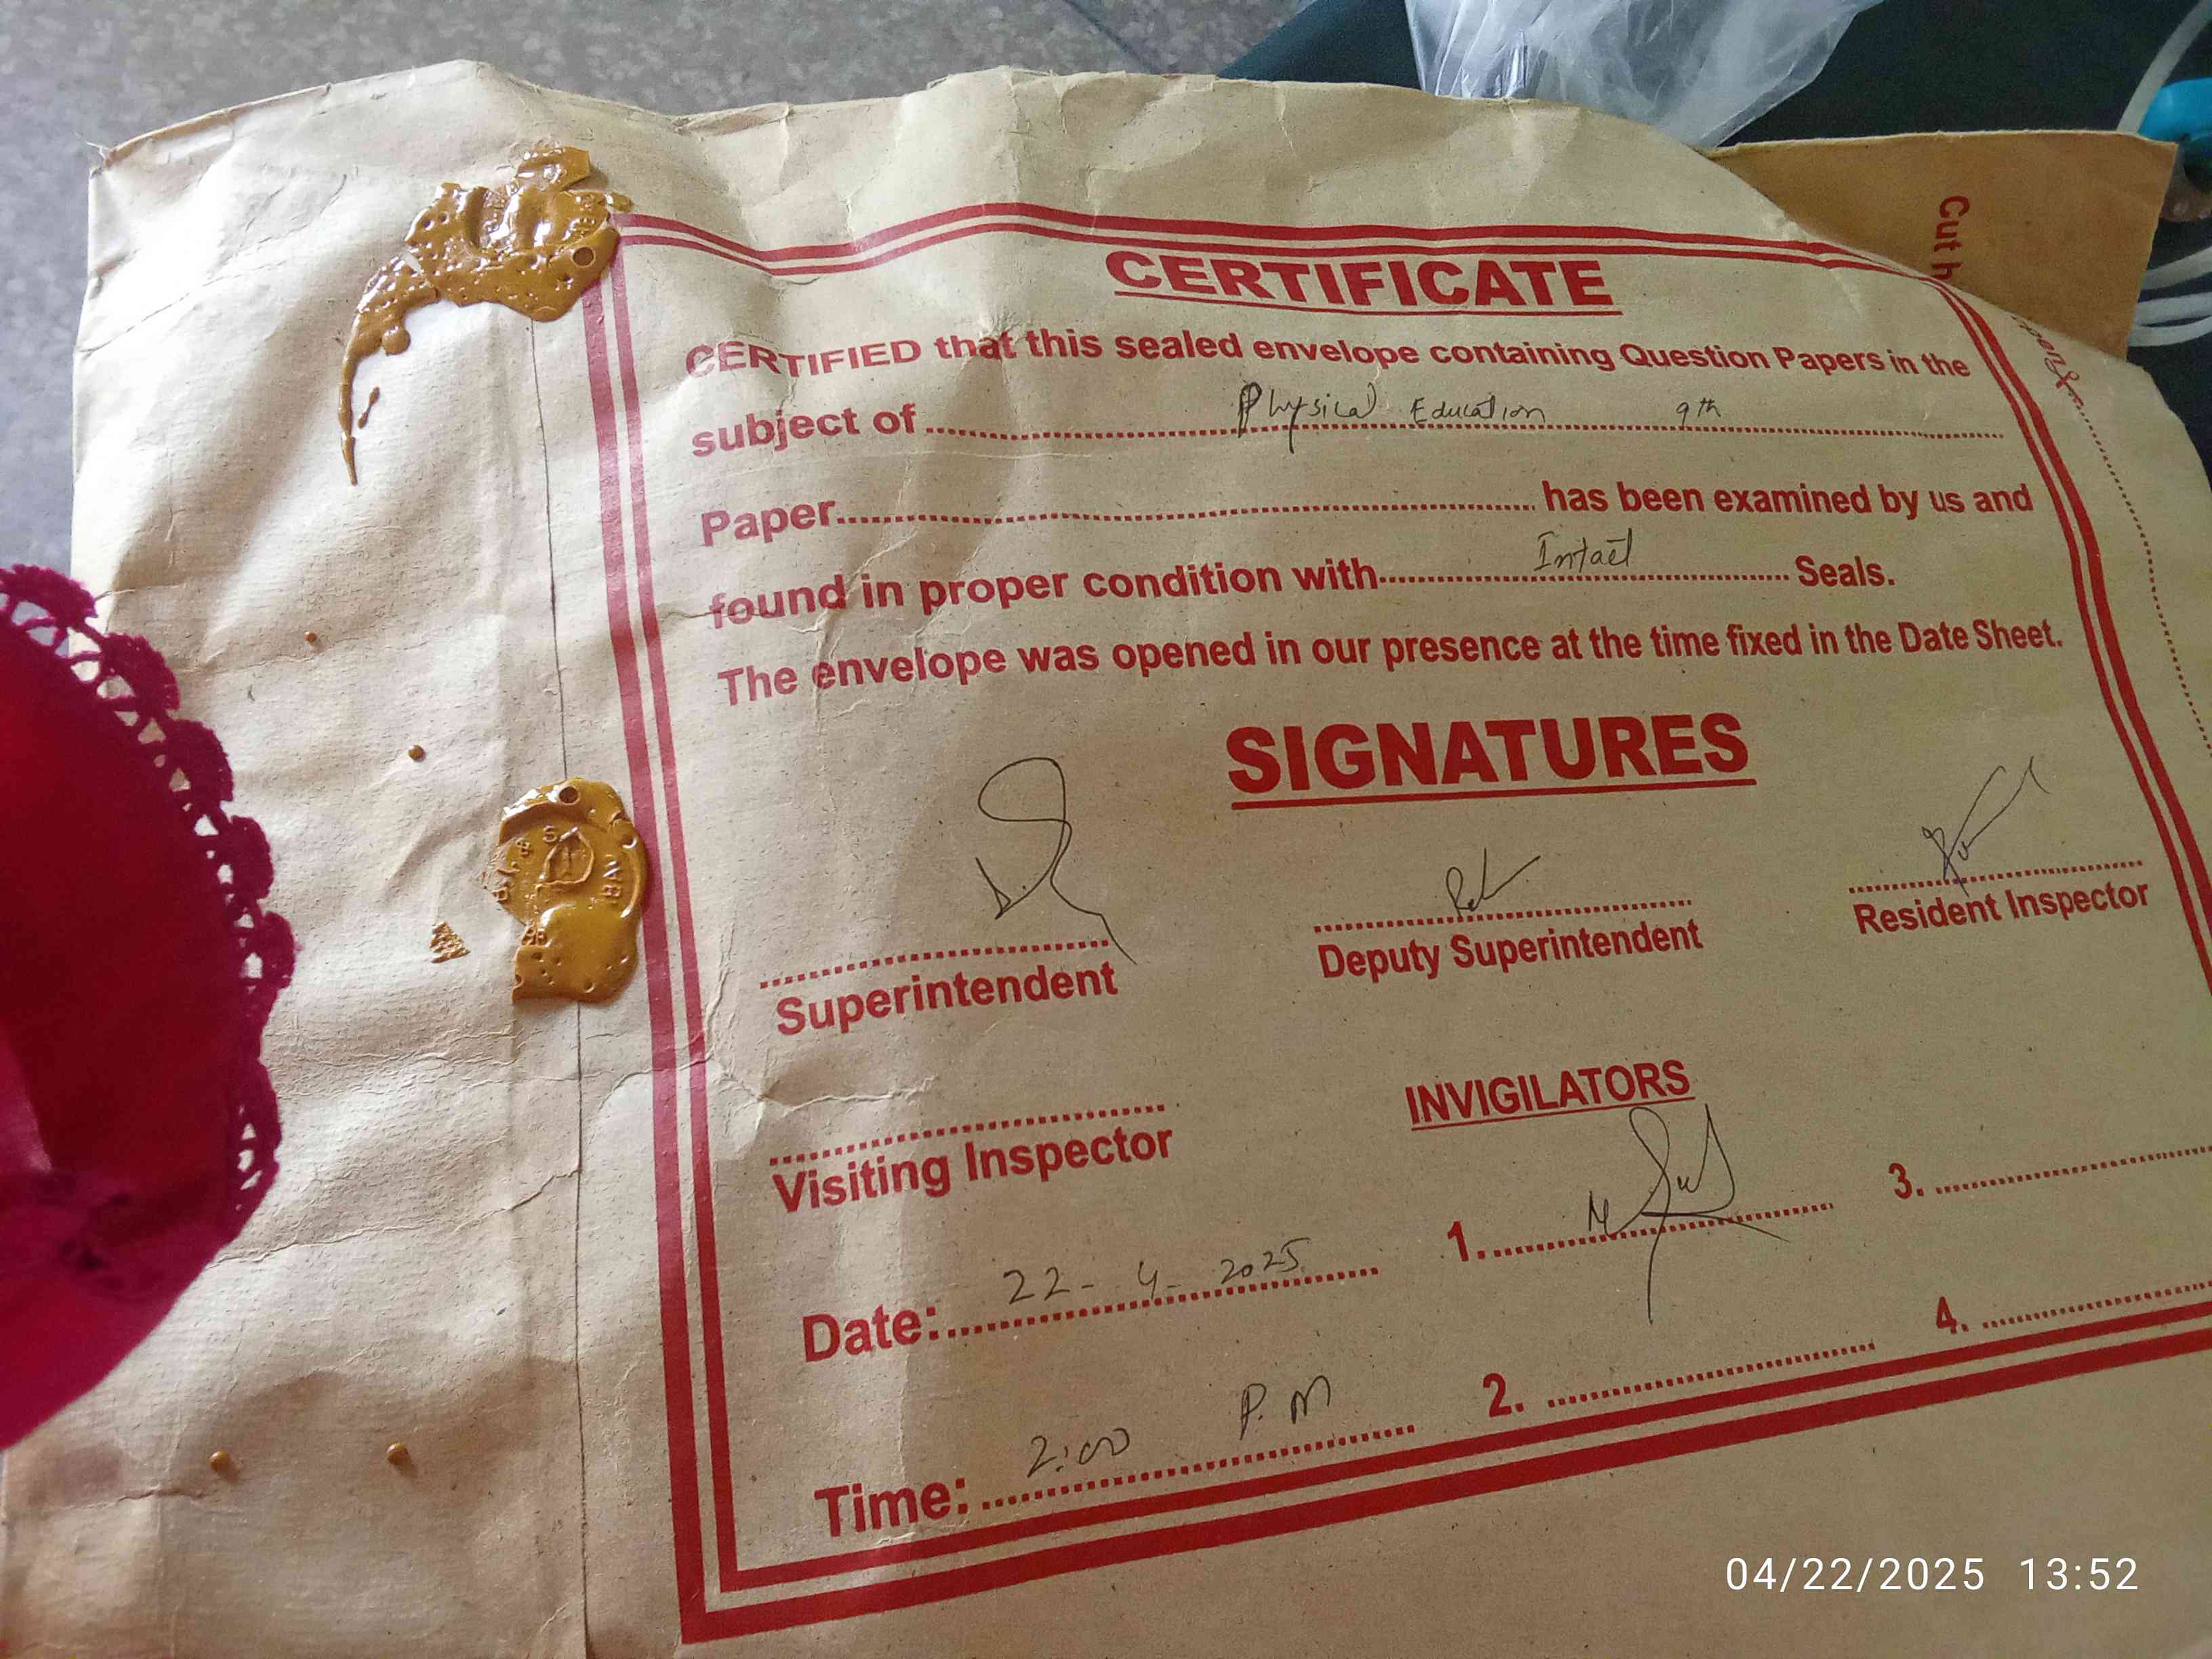 CERTIFICATE
CERTIFIED that this sealed envelope containing Question Papers in the
subject of Physical Education 9th
Paper has been examined by us and
found in proper condition with Intact Seals.
The envelope was opened in our presence at the time fixed in the Date Sheet.
SIGNATURES
Superintendent
Deputy Superintendent
Resident Inspector
Visiting Inspector
INVIGILATORS
1.
3.
Date: 22-4-2025
2.
4.
Time: 2:00 P.M
Cut
04/22/2025 13:52